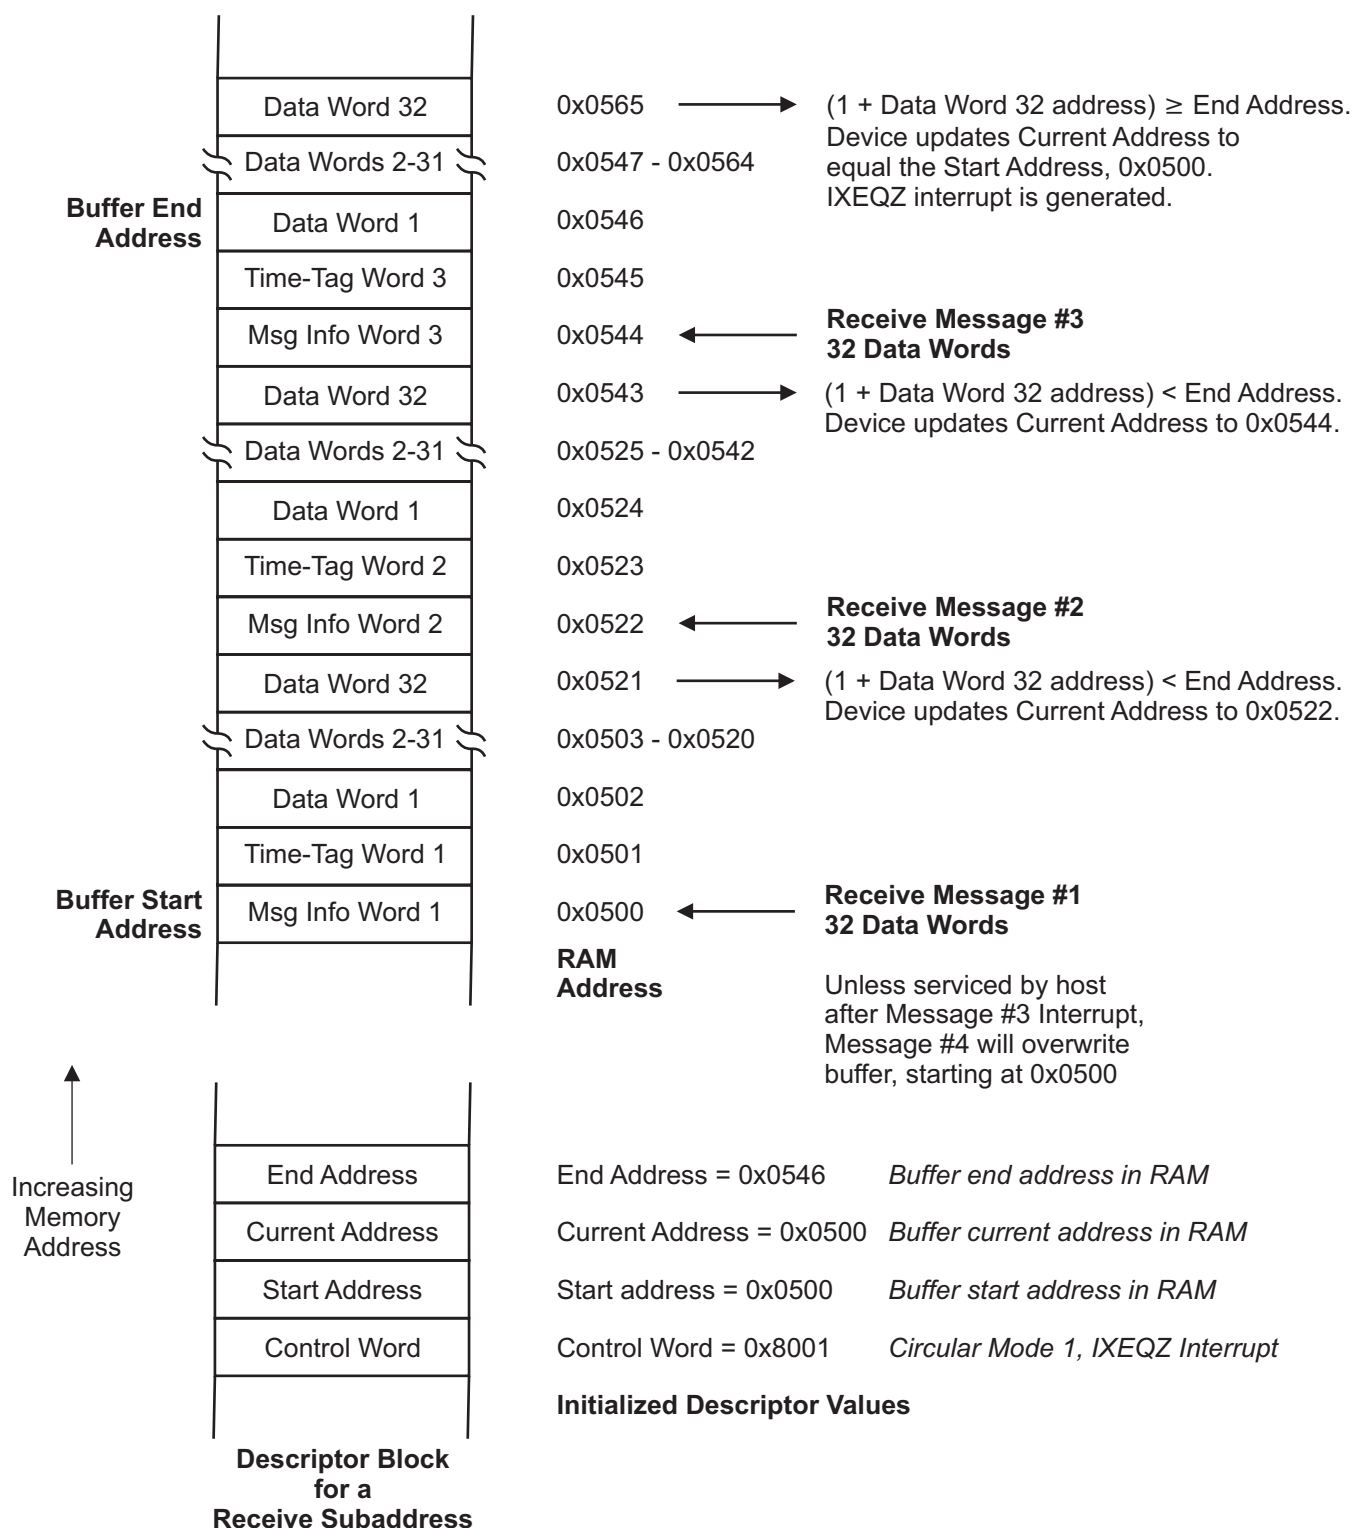 Data Word 32 0x0565 (1 + Data Word 32 address) ≥ End Address.
Device updates Current Address to
Data Words 2-31 0x0547 - 0x0564 equal the Start Address, 0x0500.
IXEQZ interrupt is generated.
Buffer End
Address
Data Word 1 0x0546
Time-Tag Word 3 0x0545
Msg Info Word 3 0x0544 Receive Message #3
32 Data Words
Data Word 32 0x0543 (1 + Data Word 32 address) < End Address.
Device updates Current Address to 0x0544.
Data Words 2-31 0x0525 - 0x0542
Data Word 1 0x0524
Time-Tag Word 2 0x0523
Msg Info Word 2 0x0522 Receive Message #2
32 Data Words
Data Word 32 0x0521 (1 + Data Word 32 address) < End Address.
Device updates Current Address to 0x0522.
Data Words 2-31 0x0503 - 0x0520
Data Word 1 0x0502
Time-Tag Word 1 0x0501
Buffer Start
Address
Msg Info Word 1 0x0500 Receive Message #1
32 Data Words
RAM
Address
Unless serviced by host
after Message #3 Interrupt,
Message #4 will overwrite
buffer, starting at 0x0500
Increasing
Memory
Address
End Address End Address = 0x0546 Buffer end address in RAM
Current Address Current Address = 0x0500 Buffer current address in RAM
Start Address Start address = 0x0500 Buffer start address in RAM
Control Word Control Word = 0x8001 Circular Mode 1, IXEQZ Interrupt
Initialized Descriptor Values
Descriptor Block
for a
Receive Subaddress